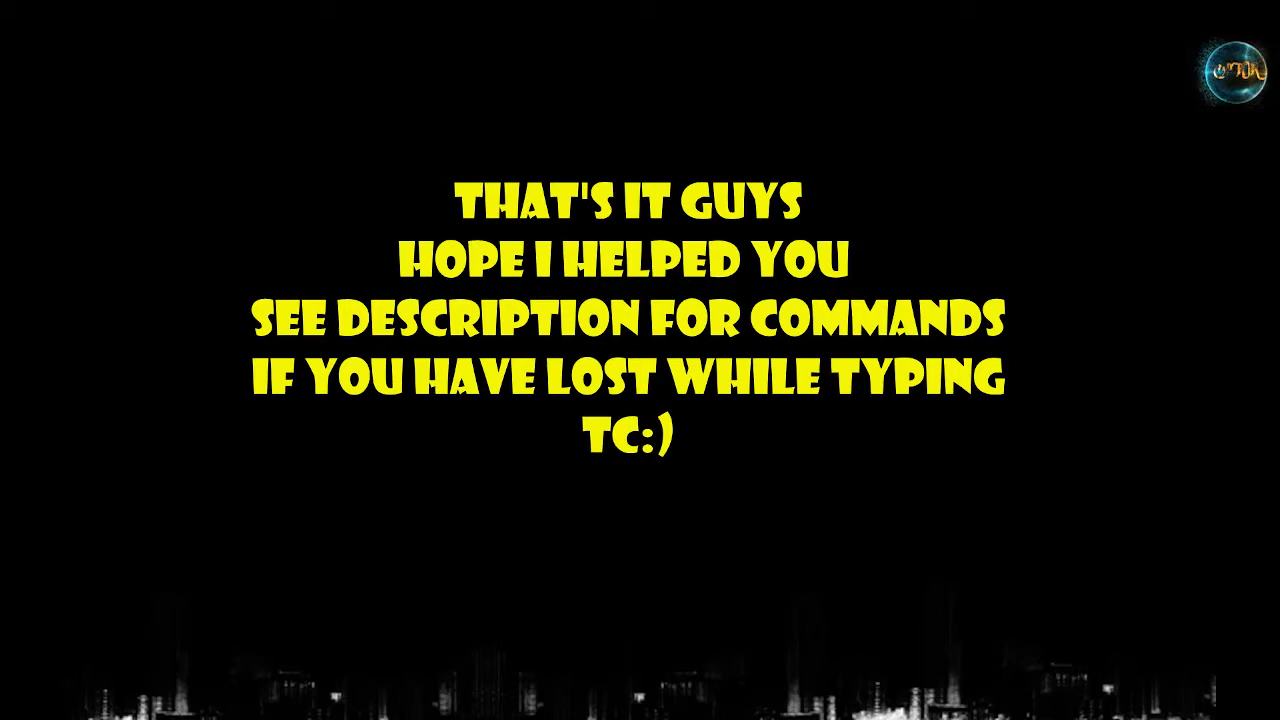 THAT'S IT GUYS
HOPE I HELPED YOU
SEE DESCRIPTION FOR COMMANDS
IF YOU HAVE LOST WHILE TYPING
TC:)